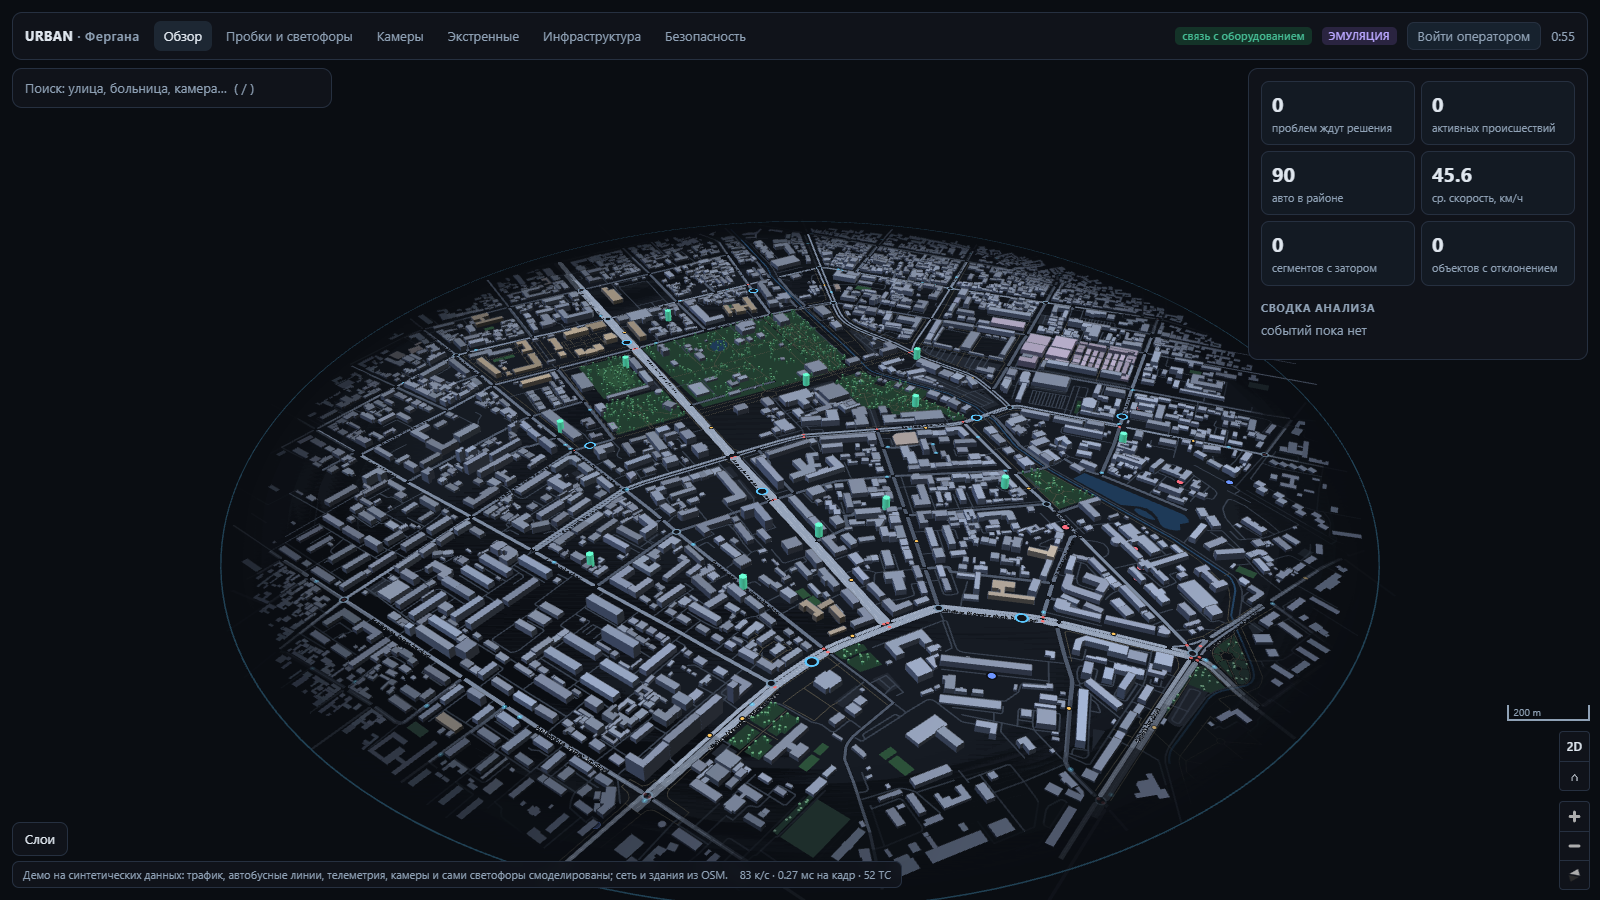 URBAN · Фергана
Обзор
Пробки и светофоры
Камеры
Экстренные
Инфраструктура
Безопасность
связь с оборудованием
ЭМУЛЯЦИЯ
Войти оператором
0:55
Поиск: улица, больница, камера... ( / )
0
проблем ждут решения
0
активных происшествий
90
авто в районе
45.6
ср. скорость, км/ч
0
сегментов с затором
0
объектов с отклонением
СВОДКА АНАЛИЗА
событий пока нет
200 m
2D
Слои
Демо на синтетических данных: трафик, автобусные линии, телеметрия, камеры и сами светофоры смоделированы; сеть и здания из OSM. 83 к/с · 0.27 мс на кадр · 52 ТС